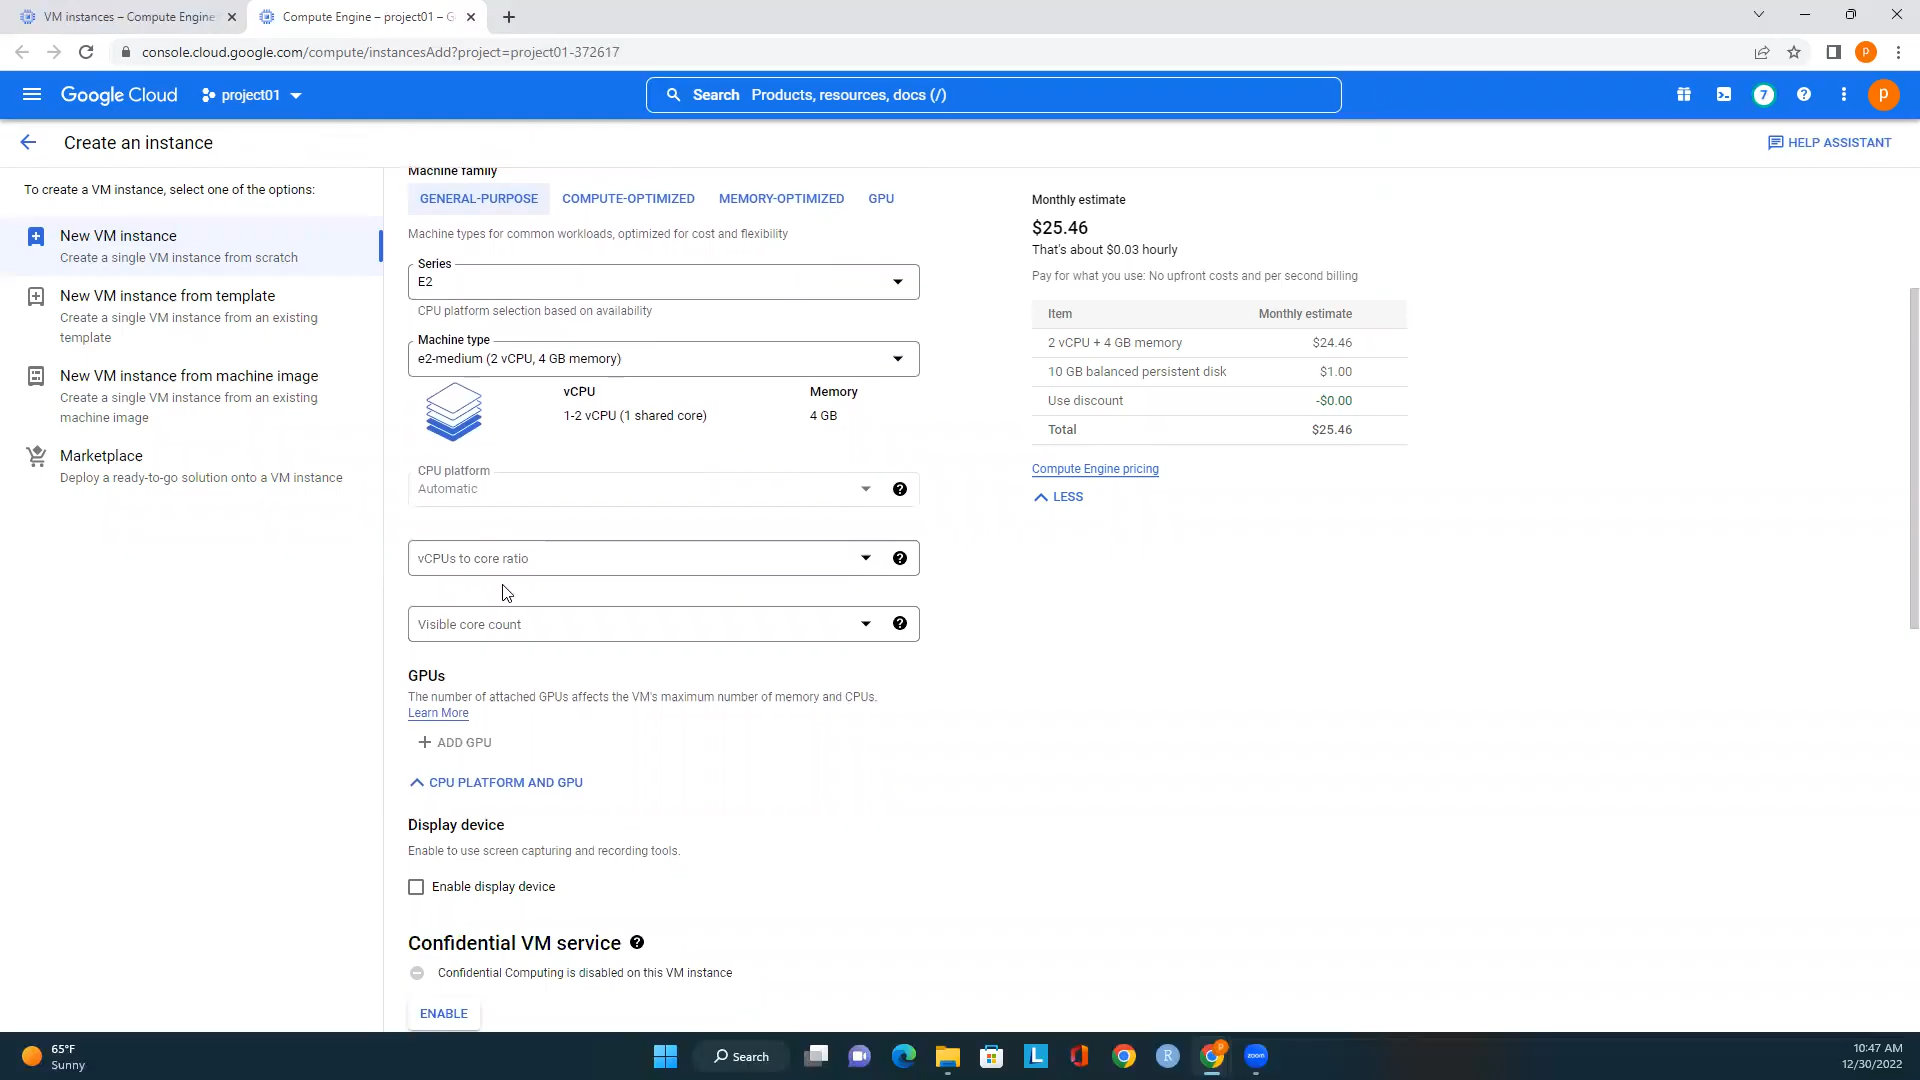 VM instances – Compute Engine
Compute Engine – project01 – G
console.cloud.google.com/compute/instancesAdd?project=project01-372617
P
Google Cloud
project01
Search Products, resources, docs (/)
7
P
Create an instance
HELP ASSISTANT
To create a VM instance, select one of the options:
New VM instance
Create a single VM instance from scratch
New VM instance from template
Create a single VM instance from an existing
template
New VM instance from machine image
Create a single VM instance from an existing
machine image
Marketplace
Deploy a ready-to-go solution onto a VM instance
Machine family
GENERAL-PURPOSE COMPUTE-OPTIMIZED MEMORY-OPTIMIZED GPU
Machine types for common workloads, optimized for cost and flexibility
Series
E2
CPU platform selection based on availability
Machine type
e2-medium (2 vCPU, 4 GB memory)
vCPU Memory
1-2 vCPU (1 shared core) 4 GB
CPU platform
Automatic
vCPUs to core ratio
Visible core count
GPUs
The number of attached GPUs affects the VM's maximum number of memory and CPUs.
Learn More
ADD GPU
CPU PLATFORM AND GPU
Display device
Enable to use screen capturing and recording tools.
Enable display device
Confidential VM service
Confidential Computing is disabled on this VM instance
ENABLE
Monthly estimate
$25.46
That's about $0.03 hourly
Pay for what you use: No upfront costs and per second billing
Item Monthly estimate
2 vCPU + 4 GB memory $24.46
10 GB balanced persistent disk $1.00
Use discount -$0.00
Total $25.46
Compute Engine pricing
LESS
65°F
Sunny
Search
L
R
zoom
10:47 AM
12/30/2022